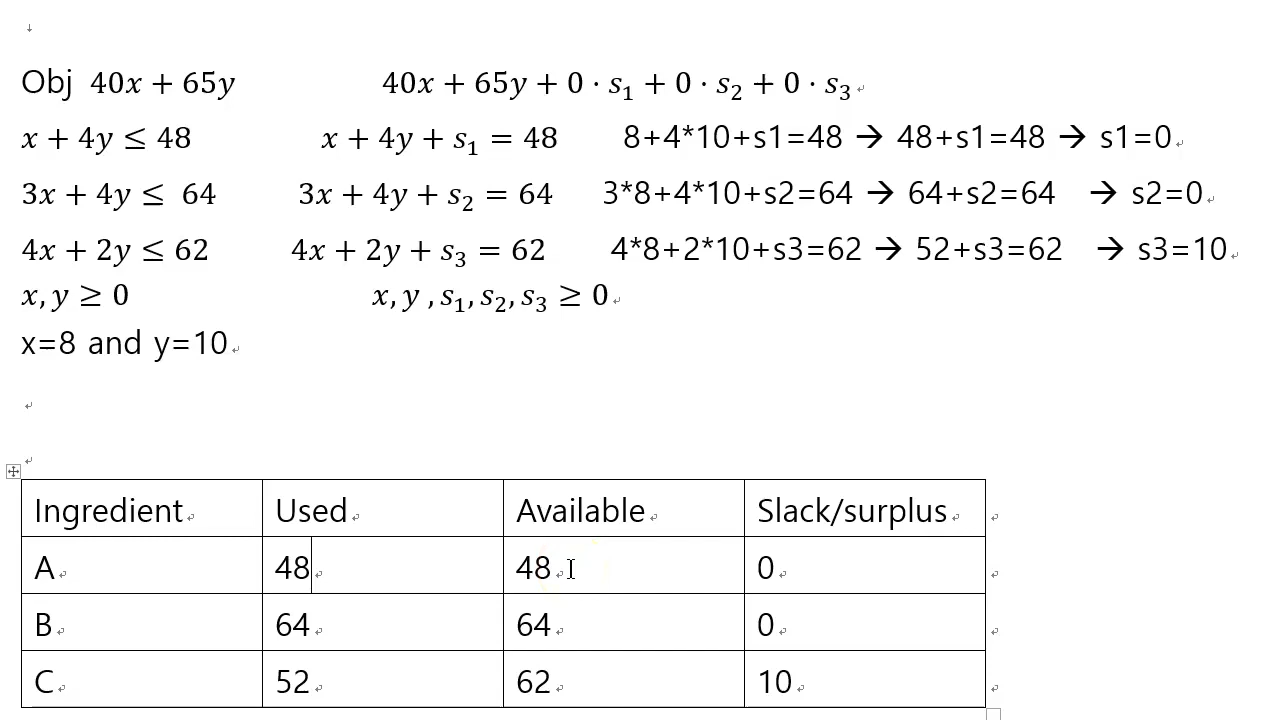 Obj 40x + 65y 40x + 65y + 0 · s₁ + 0 · s₂ + 0 · s₃
x + 4y ≤ 48 x + 4y + s₁ = 48 8+4*10+s1=48 → 48+s1=48 → s1=0
3x + 4y ≤ 64 3x + 4y + s₂ = 64 3*8+4*10+s2=64 → 64+s2=64 → s2=0
4x + 2y ≤ 62 4x + 2y + s₃ = 62 4*8+2*10+s3=62 → 52+s3=62 → s3=10
x, y ≥ 0 x, y , s₁, s₂, s₃ ≥ 0
x=8 and y=10
Ingredient Used Available Slack/surplus
A 48 48 0
B 64 64 0
C 52 62 10